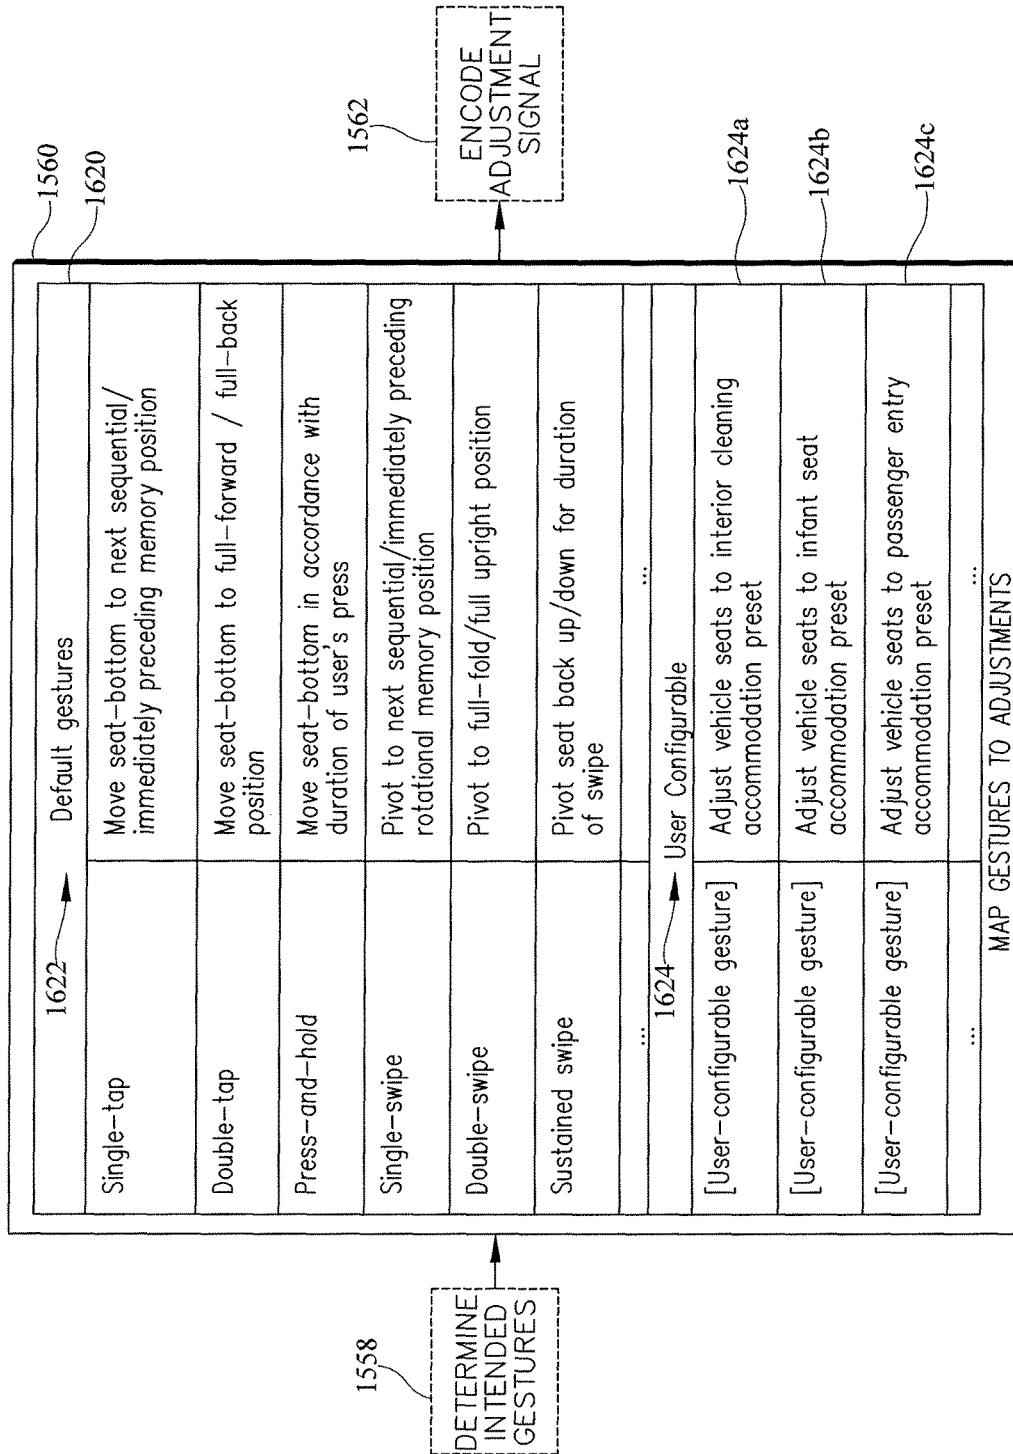 1558
DETERMINE
INTENDED
GESTURES
1560
1620
1622
Default gestures
Single-tap
Move seat-bottom to next sequential/
immediately preceding memory position
Double-tap
Move seat-bottom to full-forward / full-back
position
Press-and-hold
Move seat-bottom in accordance with
duration of user's press
Single-swipe
Pivot to next sequential/immediately preceding
rotational memory position
Double-swipe
Pivot to full-fold/full upright position
Sustained swipe
Pivot seat back up/down for duration
of swipe
...
...
1624
User Configurable
[User-configurable gesture]
Adjust vehicle seats to interior cleaning
accommodation preset
1624a
[User-configurable gesture]
Adjust vehicle seats to infant seat
accommodation preset
1624b
[User-configurable gesture]
Adjust vehicle seats to passenger entry
accommodation preset
1624c
...
...
MAP GESTURES TO ADJUSTMENTS
1562
ENCODE
ADJUSTMENT
SIGNAL